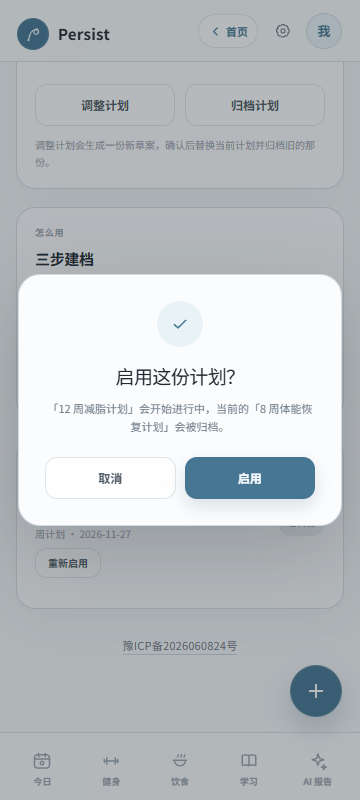 Persist
首页
我
调整计划
归档计划
调整计划会生成一份新草案，确认后替换当前计划并归档旧的那
份。
怎么用
三步建档
启用这份计划？
「12 周减脂计划」会开始进行中，当前的「8 周体能恢
复计划」会被归档。
取消
启用
周计划 · 2026-11-27
重新启用
豫ICP备2026060824号
今日
健身
饮食
学习
AI 报告